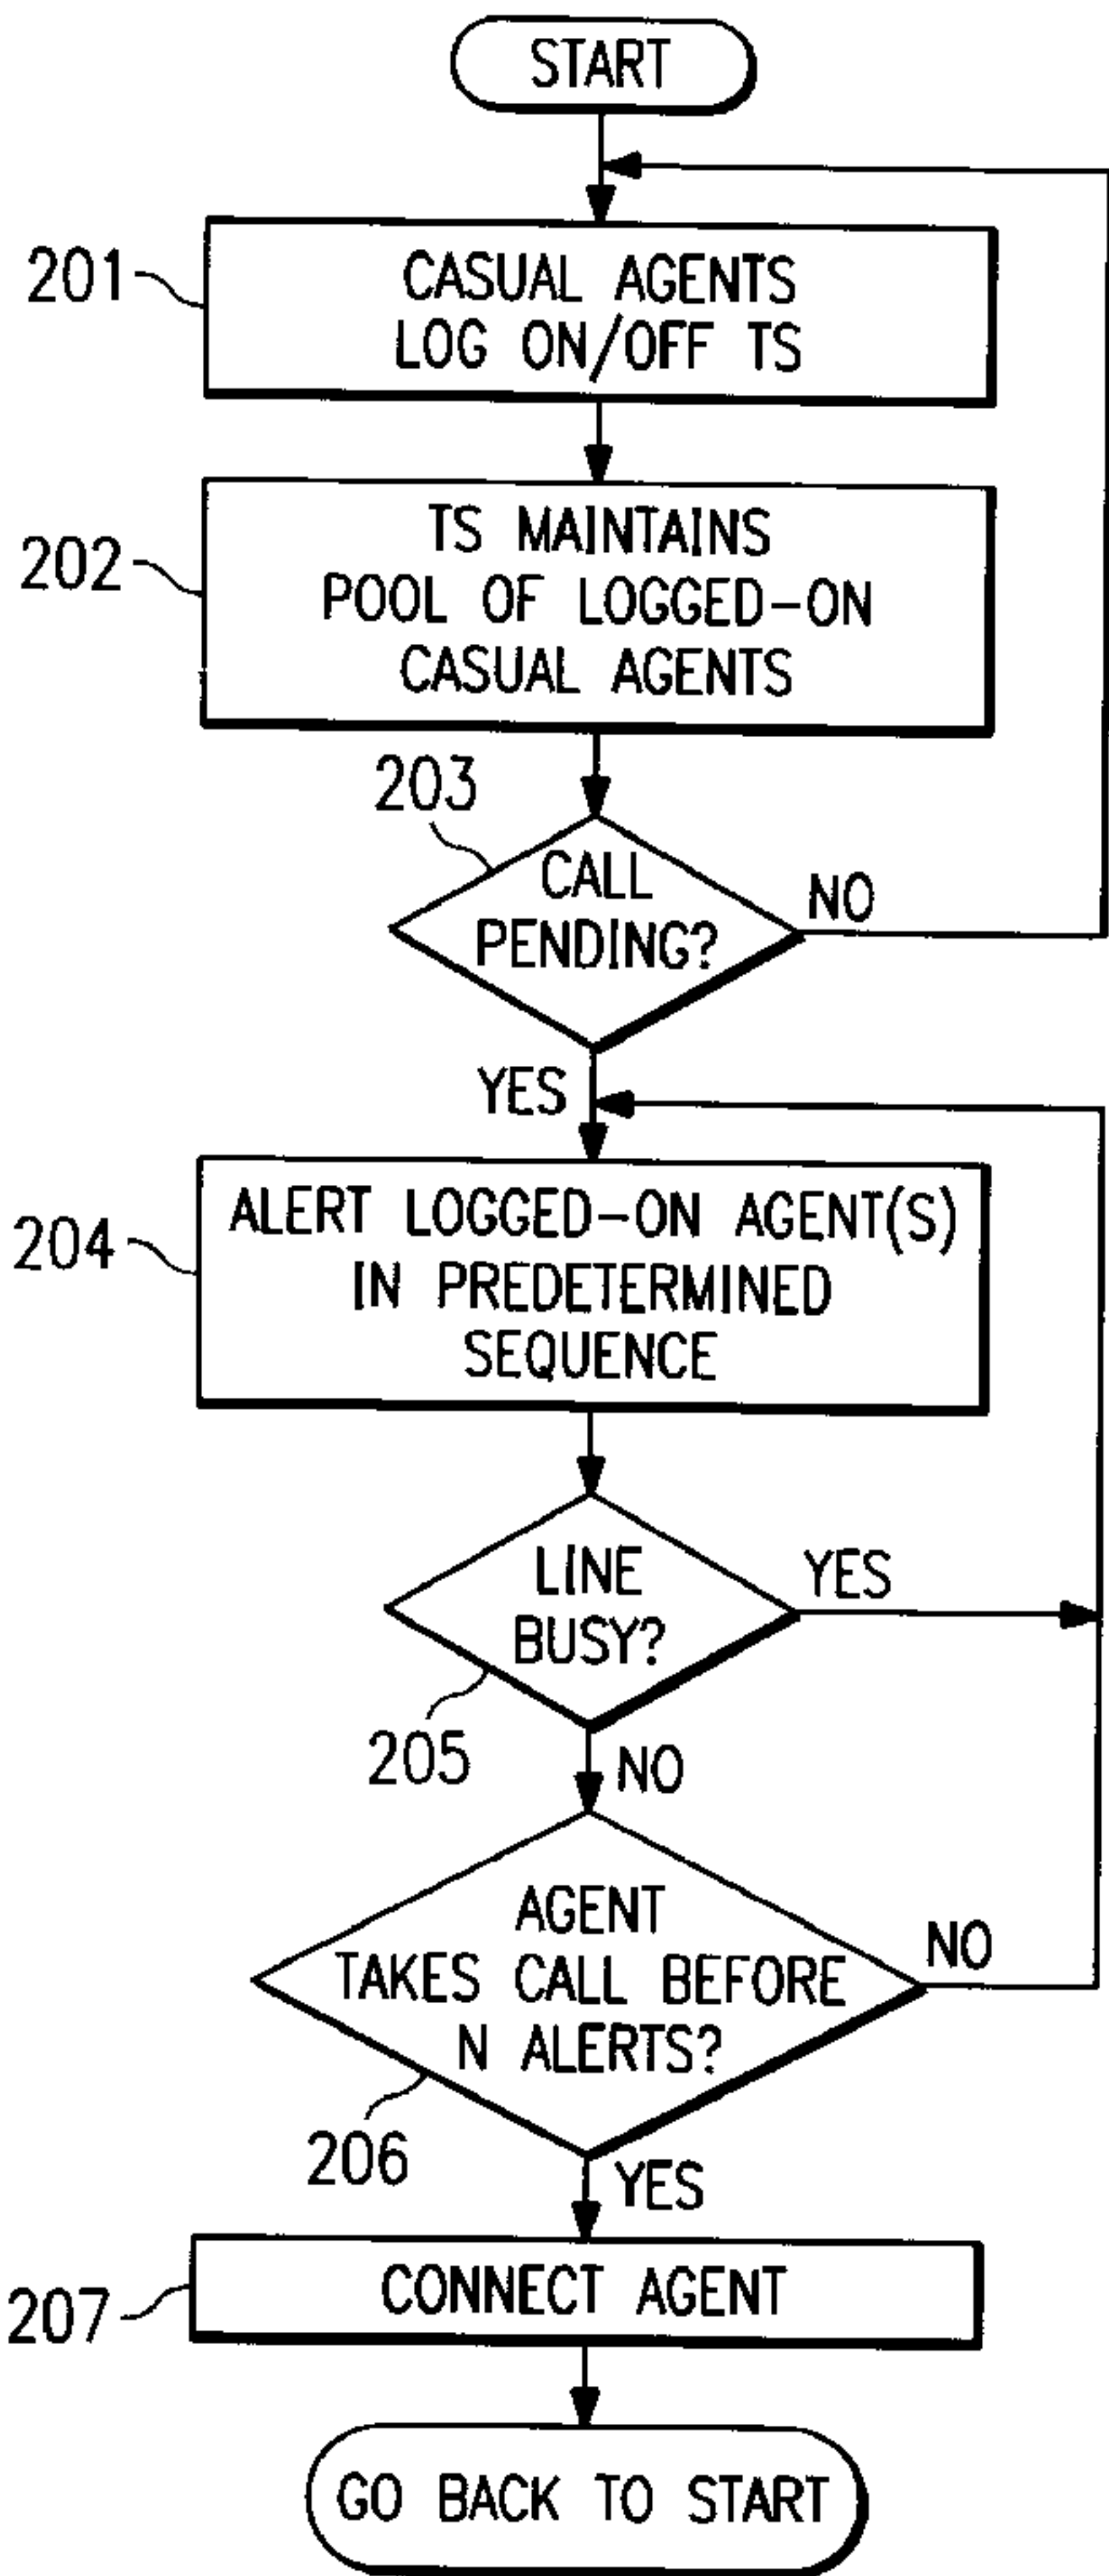 START
201
CASUAL AGENTS
LOG ON/OFF TS
202
TS MAINTAINS
POOL OF LOGGED-ON
CASUAL AGENTS
203
CALL
PENDING?
NO
YES
204
ALERT LOGGED-ON AGENT(S)
IN PREDETERMINED
SEQUENCE
LINE
BUSY?
YES
205
NO
AGENT
TAKES CALL BEFORE
N ALERTS?
NO
206
YES
207
CONNECT AGENT
GO BACK TO START